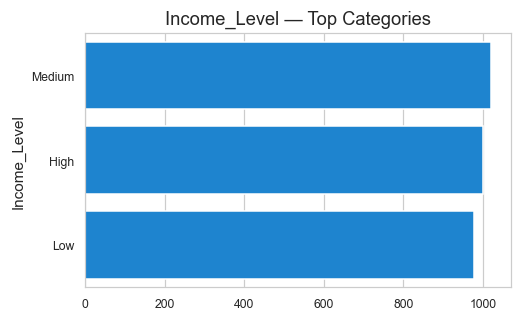 Income_Level — Top Categories
Income_Level
Medium
High
Low
0 200 400 600 800 1000